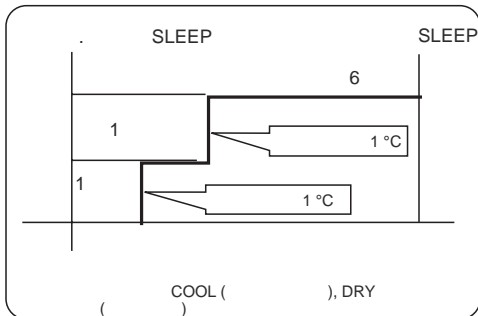 . SLEEP SLEEP
6
1
1 °C
1
1 °C
COOL ( ), DRY
( )